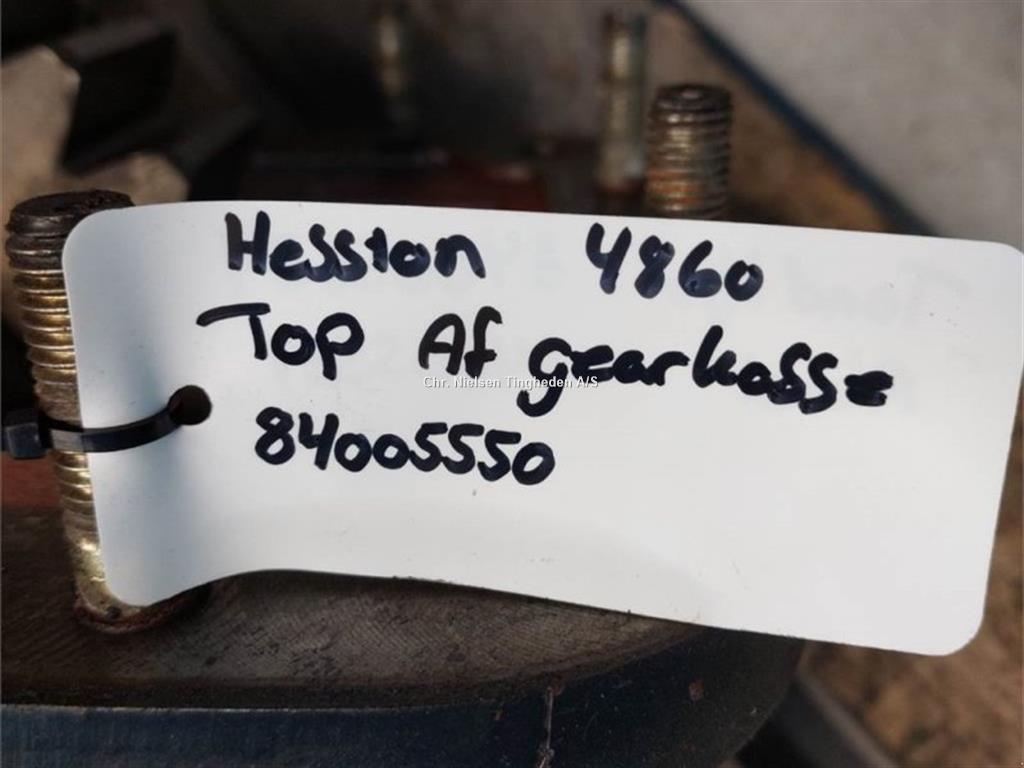 Hesston 4860
Top Af gearkasse
Chr. Nielsen Tingheden A/S
84005550